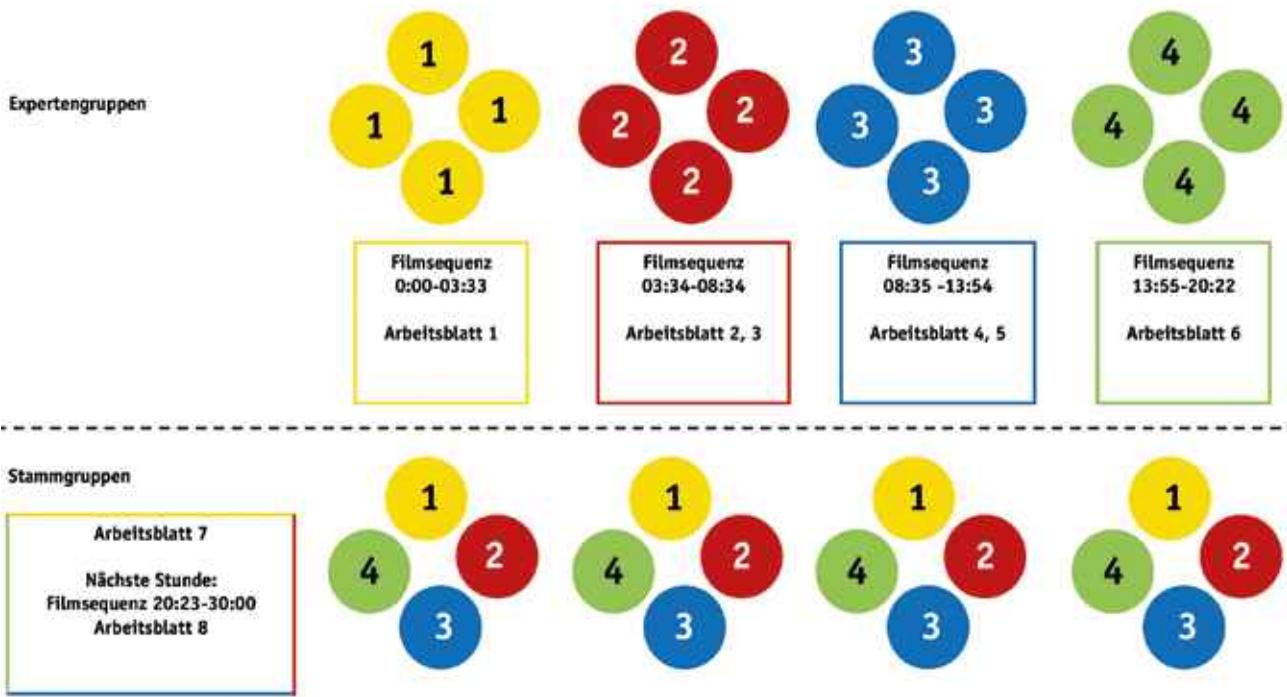 1 2 3 4
Expertengruppen
1 1 2 2 3 3 4 4
1 2 3 4
Filmsequenz
0:00-03:33
Arbeitsblatt 1
Filmsequenz
03:34-08:34
Arbeitsblatt 2, 3
Filmsequenz
08:35 -13:54
Arbeitsblatt 4, 5
Filmsequenz
13:55-20:22
Arbeitsblatt 6
Stammgruppen
Arbeitsblatt 7
Nächste Stunde:
Filmsequenz 20:23-30:00
Arbeitsblatt 8
1 1 1 1
4 2 4 2 4 2 4 2
3 3 3 3